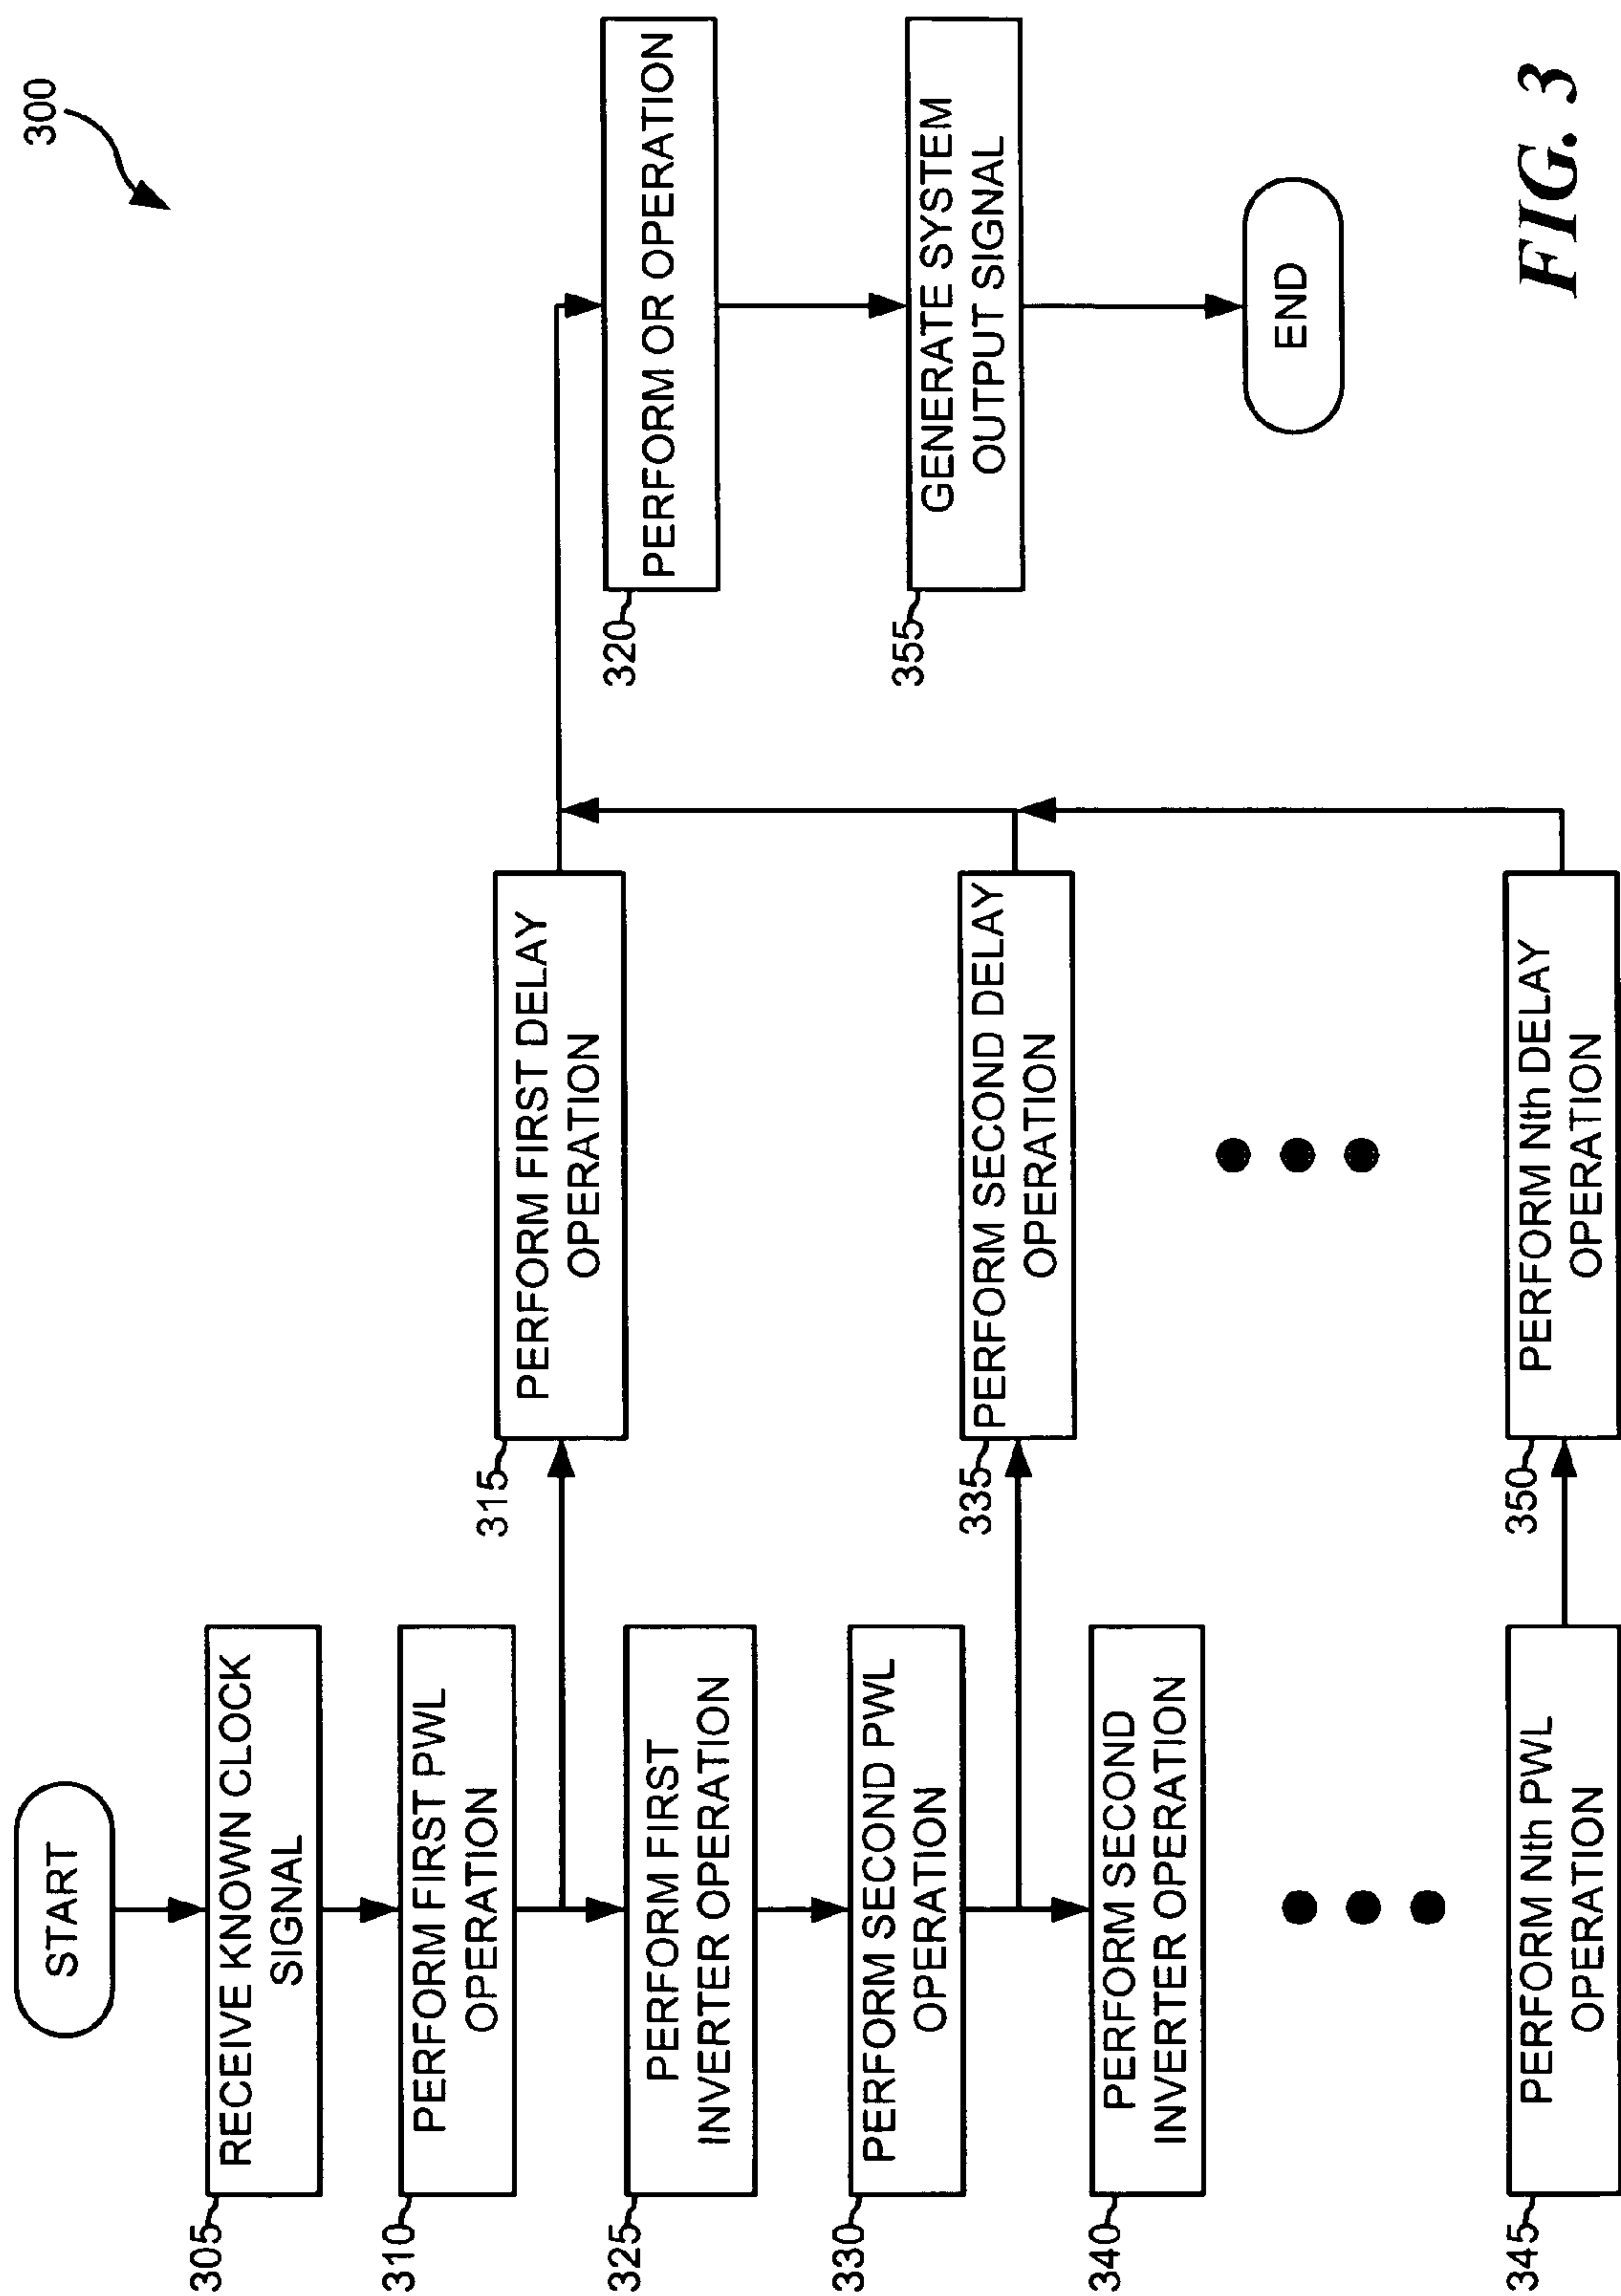 300
START
305
RECEIVE KNOWN CLOCK
SIGNAL
310
PERFORM FIRST PWL
OPERATION
315
PERFORM FIRST DELAY
OPERATION
320
PERFORM OR OPERATION
325
PERFORM FIRST
INVERTER OPERATION
330
PERFORM SECOND PWL
OPERATION
335
PERFORM SECOND DELAY
OPERATION
340
PERFORM SECOND
INVERTER OPERATION
345
PERFORM Nth PWL
OPERATION
350
PERFORM Nth DELAY
OPERATION
355
GENERATE SYSTEM
OUTPUT SIGNAL
END
FIG. 3